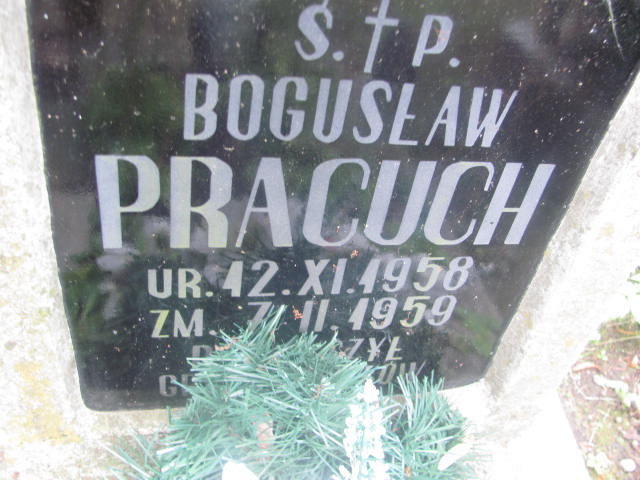 Ś. † P.
BOGUSŁAW
PRACUCH
UR. 12. XI. 1958
ZM. 7. II. 1959